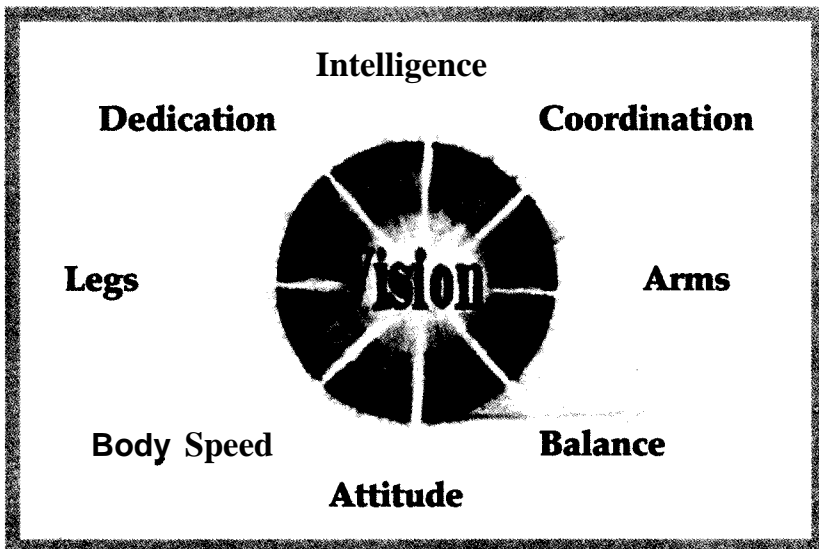 Intelligence
Dedication
Coordination
Vision
Legs
Arms
Body Speed
Balance
Attitude